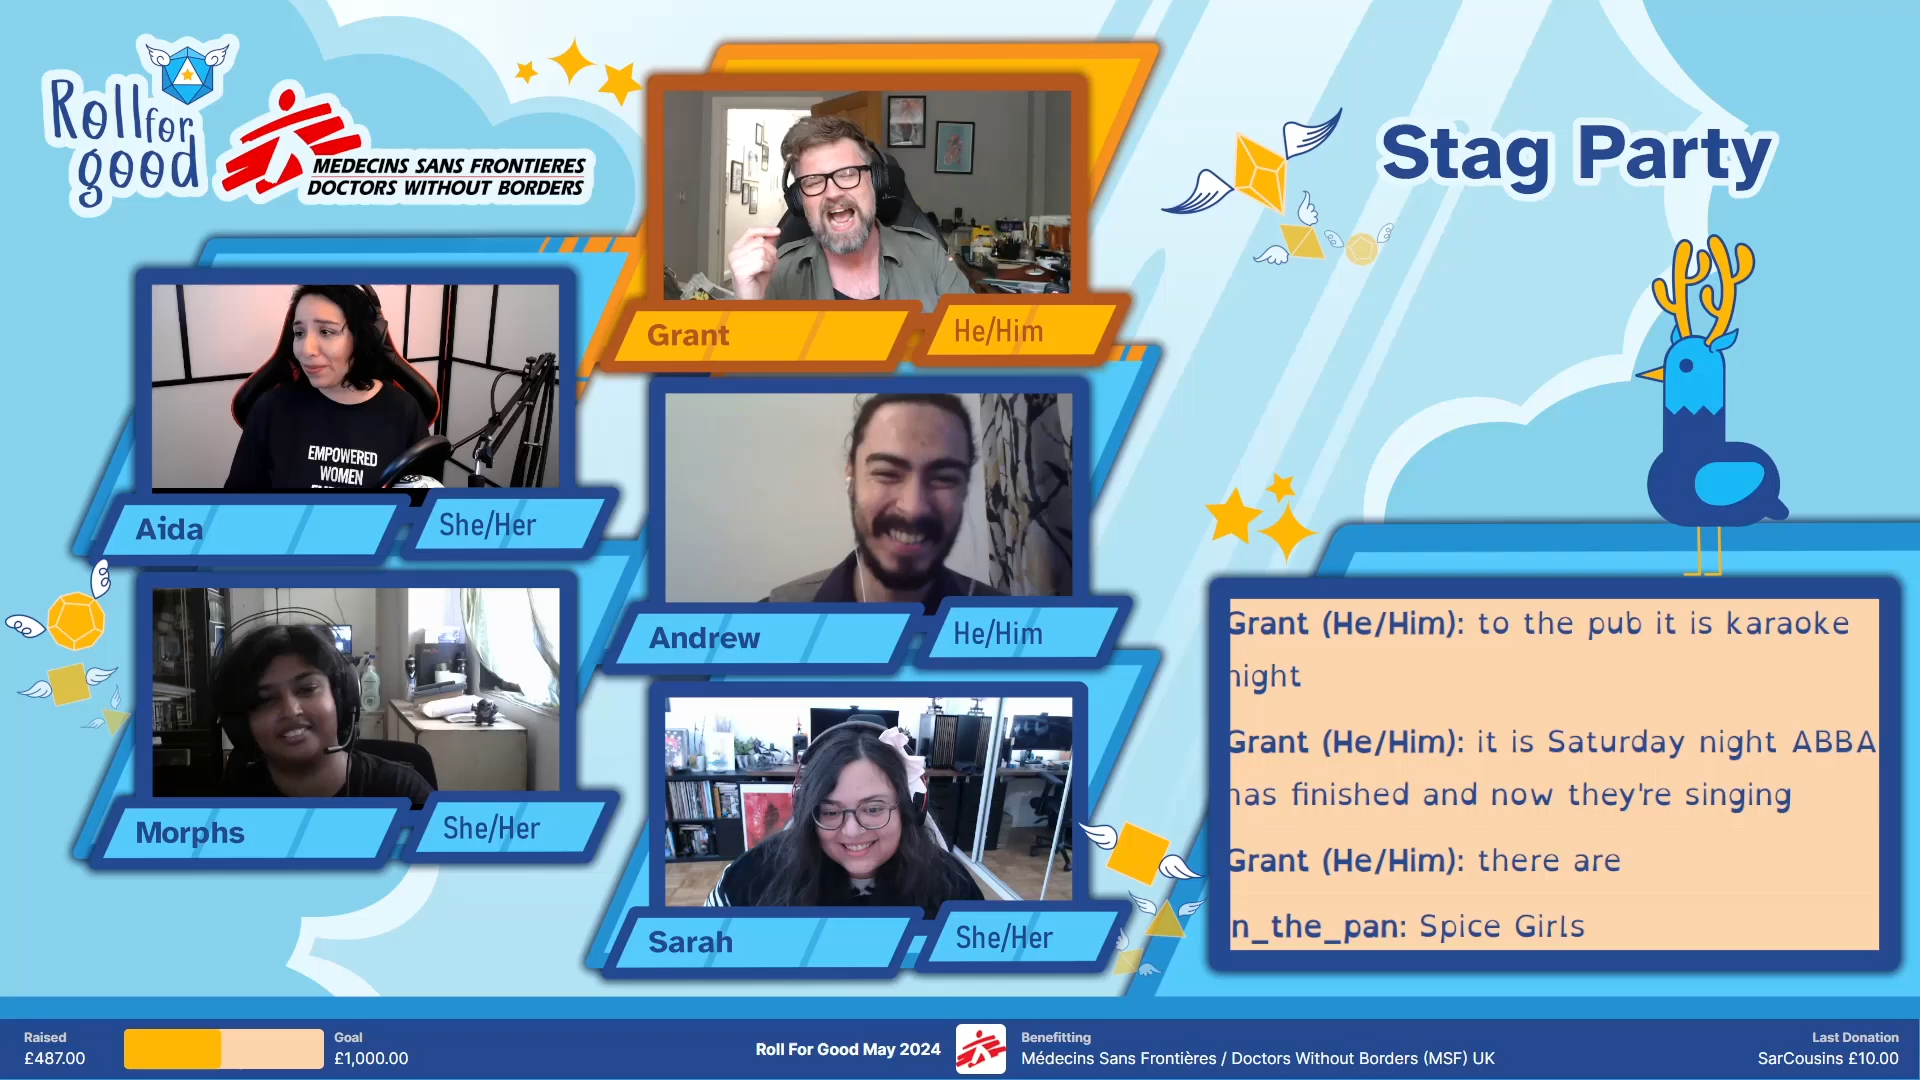 Roll for good
MEDECINS SANS FRONTIERES
DOCTORS WITHOUT BORDERS
Stag Party
Grant
He/Him
Aida
She/Her
EMPOWERED
WOMEN
Andrew
He/Him
Morphs
She/Her
Sarah
She/Her
Grant (He/Him): to the pub it is karaoke
night
Grant (He/Him): it is Saturday night ABBA
has finished and now they're singing
Grant (He/Him): there are
n_the_pan: Spice Girls
Raised
£487.00
Goal
£1,000.00
Roll For Good May 2024
Benefitting
Médecins Sans Frontières / Doctors Without Borders (MSF) UK
Last Donation
SarCousins £10.00